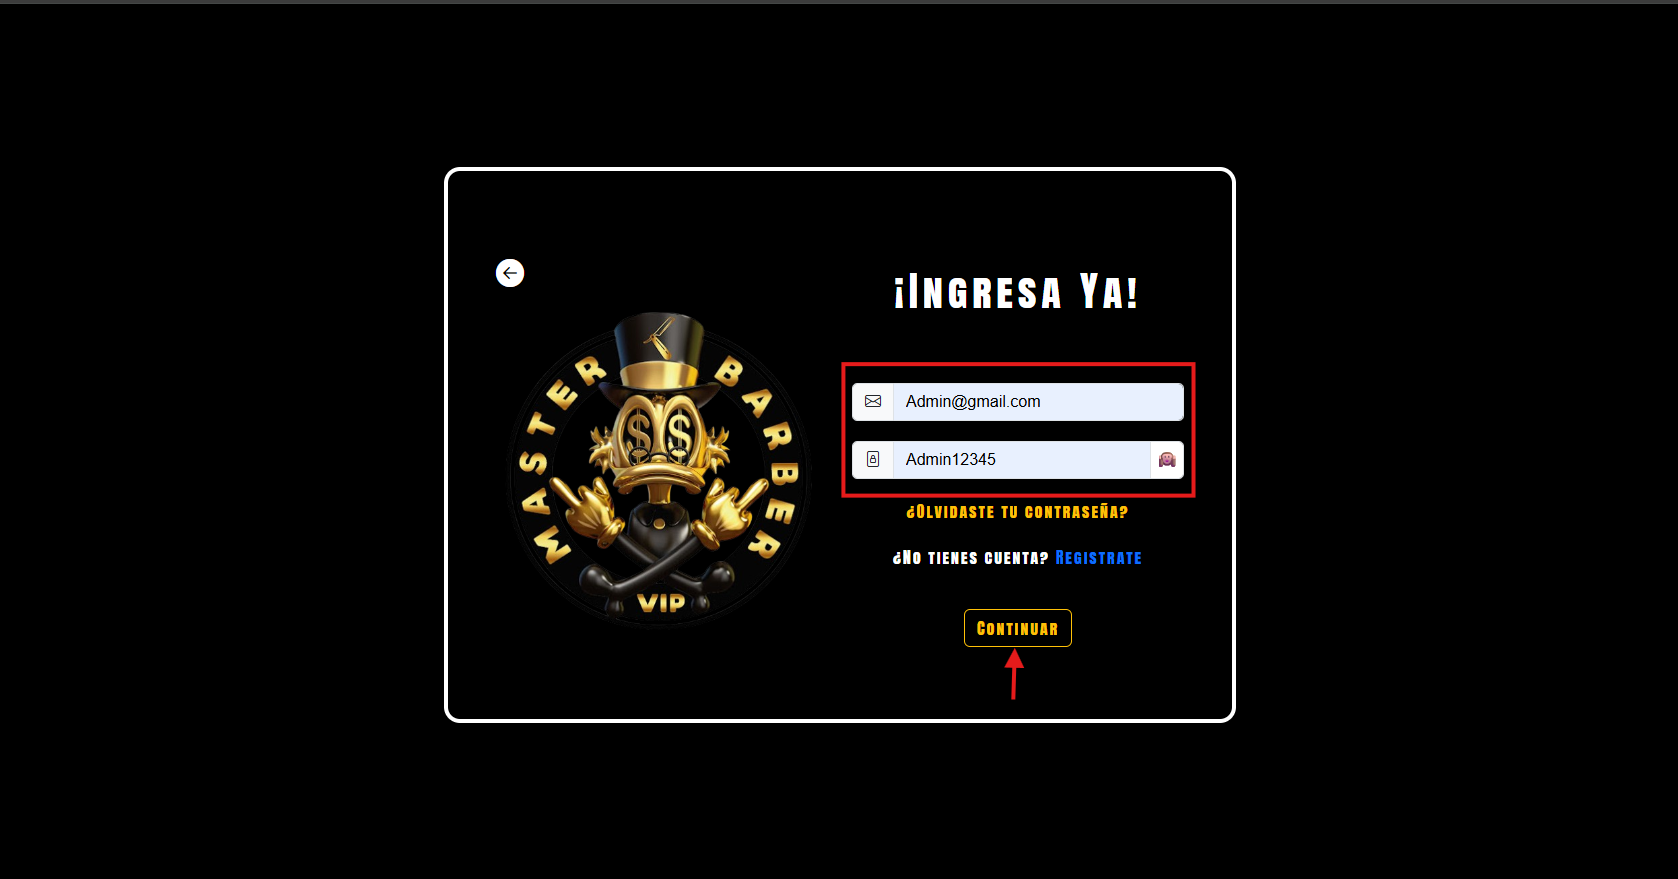 MASTER BARBER
VIP
¡Ingresa Ya!
Admin@gmail.com
Admin12345
¿Olvidaste tu contraseña?
¿No tienes cuenta? Registrate
Continuar